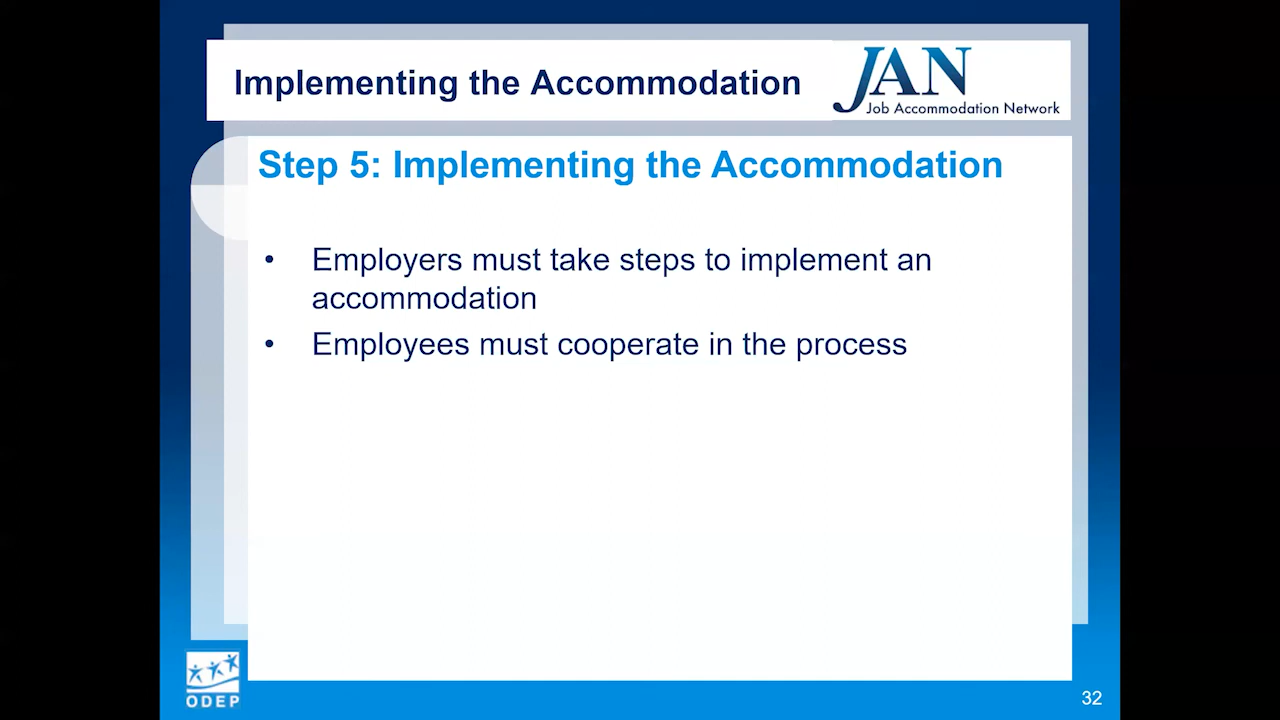 Implementing the Accommodation
JAN
Job Accommodation Network
Step 5: Implementing the Accommodation
• Employers must take steps to implement an
accommodation
• Employees must cooperate in the process
ODEP
32